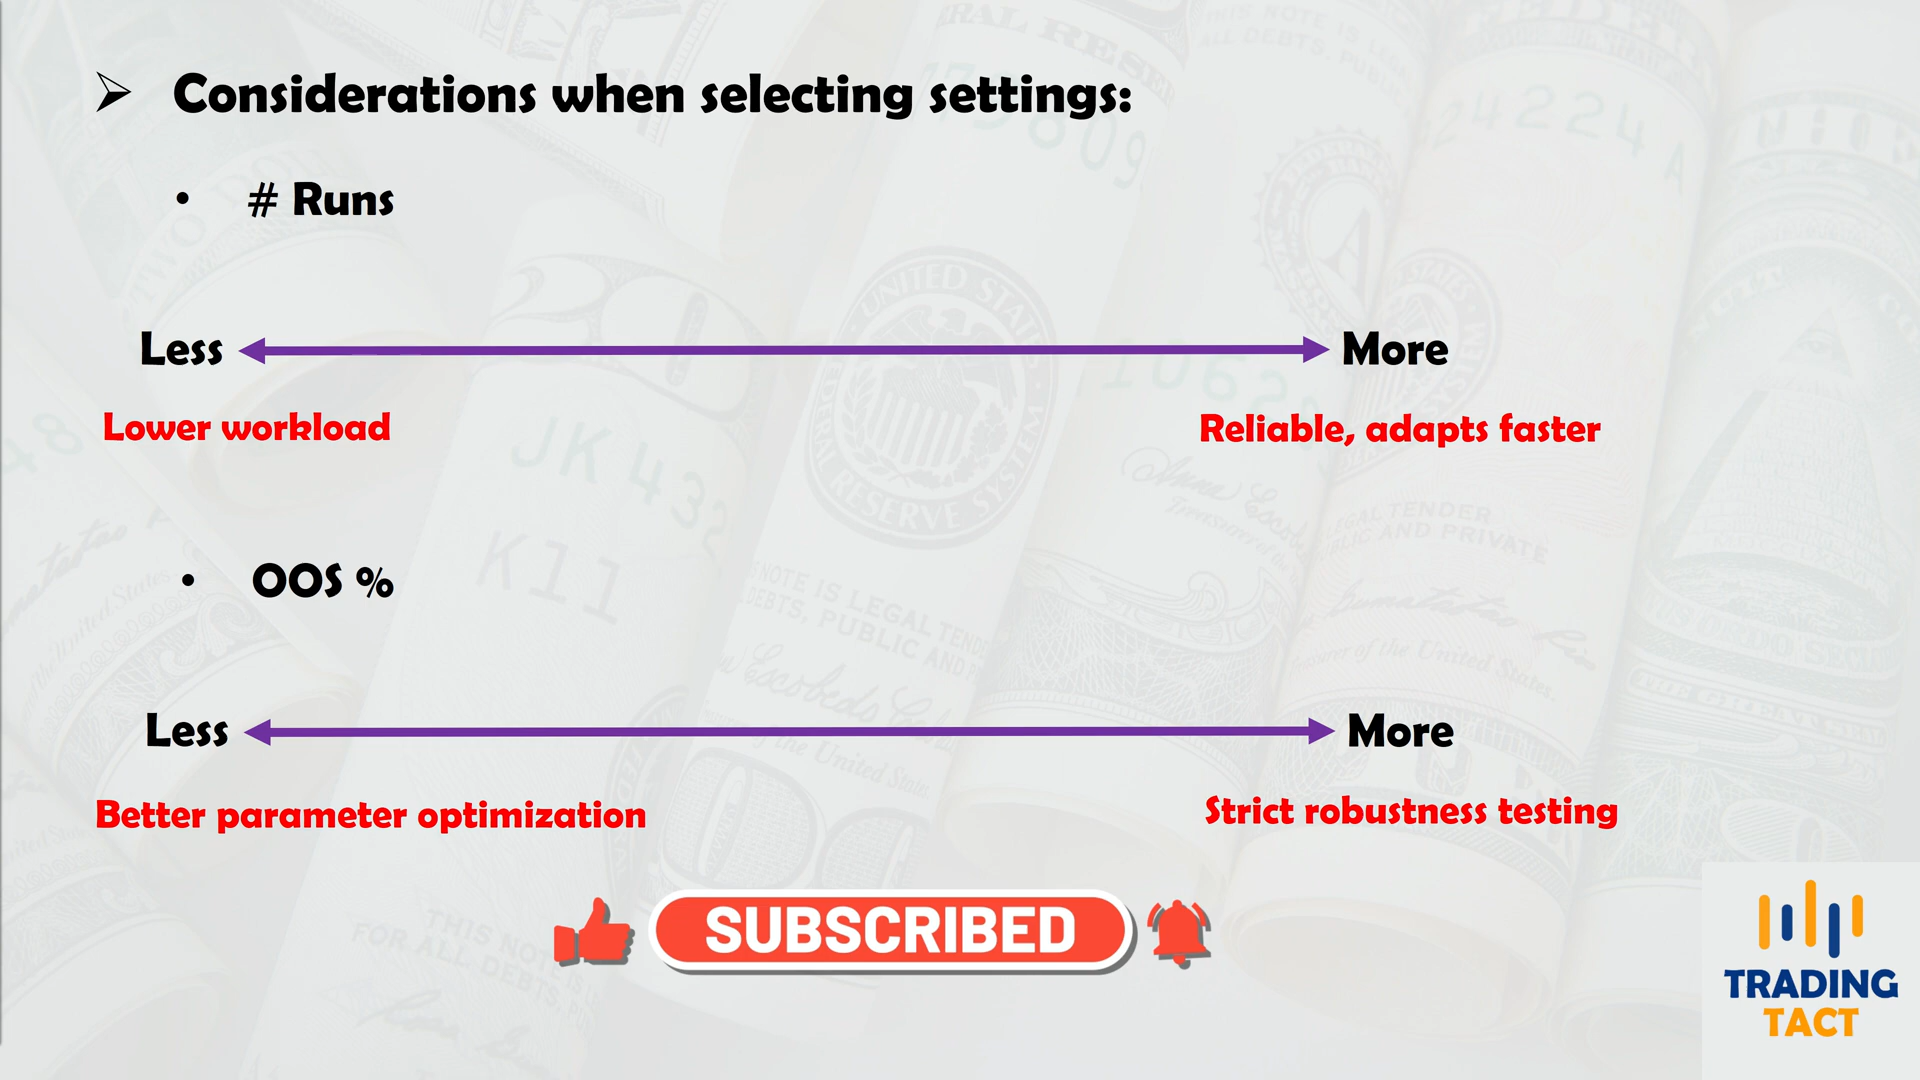 Considerations when selecting settings:
# Runs
Less More
Lower workload Reliable, adapts faster
OOS %
Less More
Better parameter optimization Strict robustness testing
SUBSCRIBED
TRADING
TACT